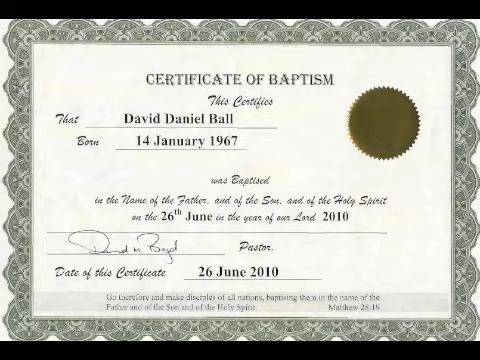 CERTIFICATE OF BAPTISM
This Certifies
That David Daniel Ball
Born 14 January 1967
was Baptised
in the Name of the Father, and of the Son, and of the Holy Spirit
on the 26th June in the year of our Lord 2010
Pastor.
Date of this Certificate 26 June 2010
Go therefore and make disciples of all nations, baptising them in the name of the
Father and of the Son and of the Holy Spirit. Matthew 28:19